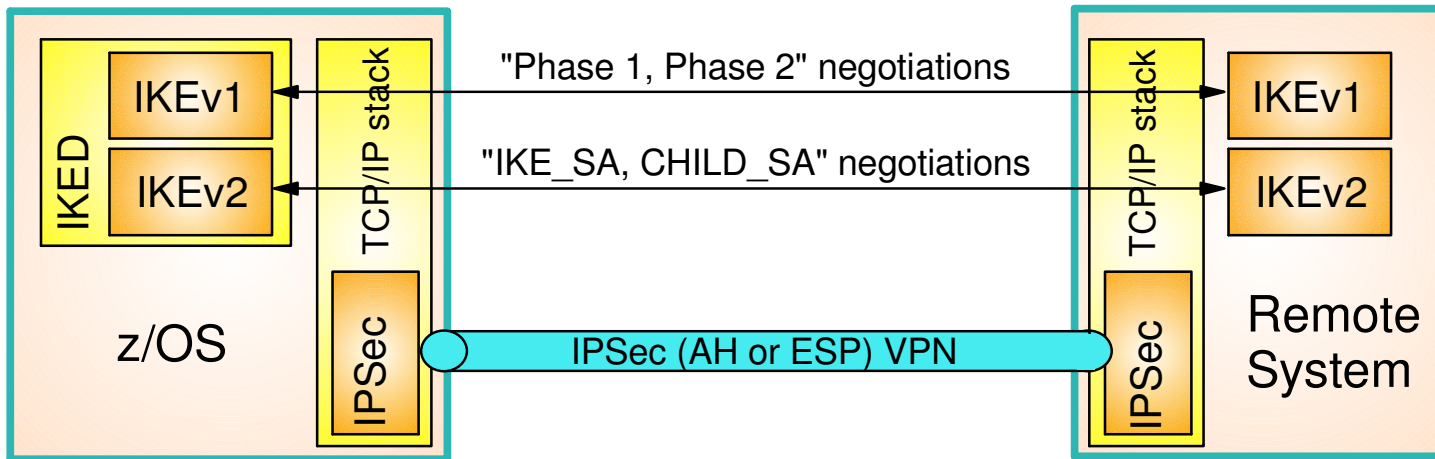 IKED
IKEv1
IKEv2
TCP/IP stack
IPSec
z/OS
"Phase 1, Phase 2" negotiations
"IKE_SA, CHILD_SA" negotiations
IPSec (AH or ESP) VPN
TCP/IP stack
IPSec
IKEv1
IKEv2
Remote
System